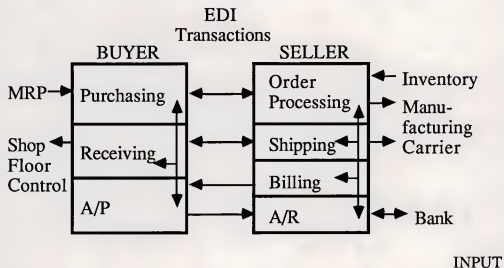 EDI
Transactions
BUYER
SELLER
MRP
Purchasing
Order
Processing
Inventory
Manu-
facturing
Shop
Floor
Control
Receiving
Shipping
Carrier
Billing
A/P
A/R
Bank
INPUT